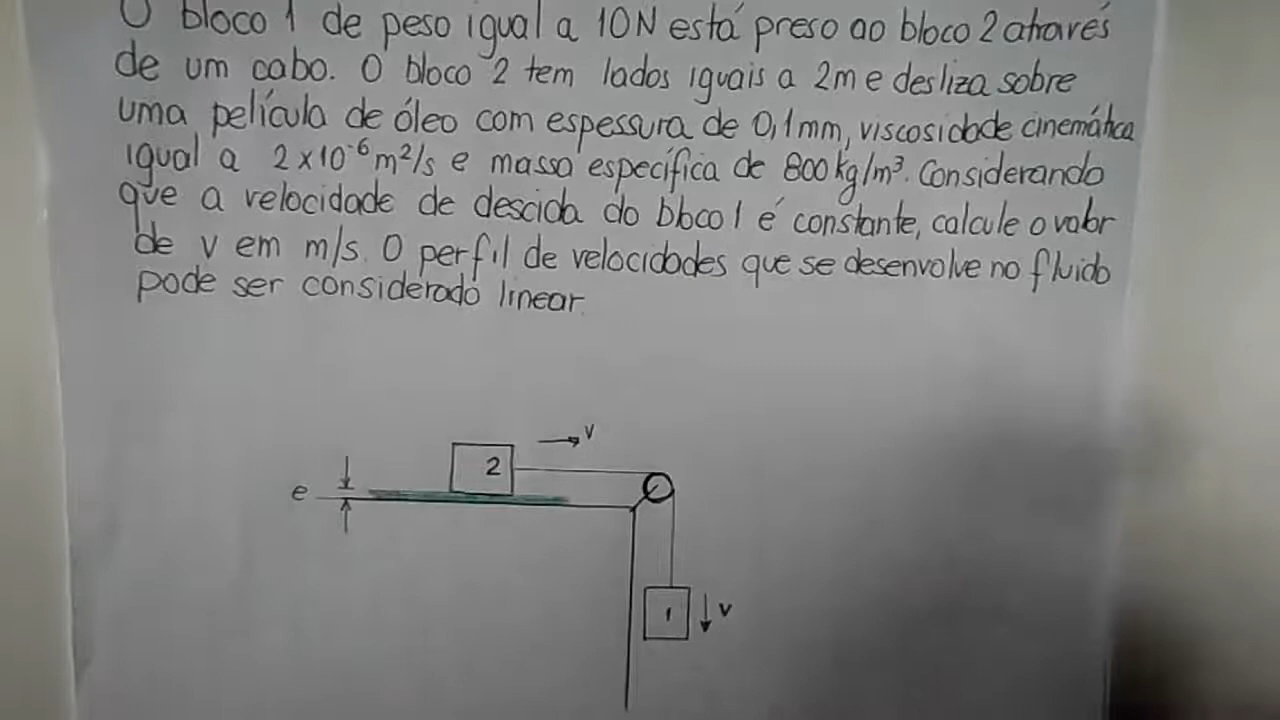 O bloco 1 de peso igual a 10N está preso ao bloco 2 através
de um cabo. O bloco 2 tem lados iguais a 2m e desliza sobre
uma película de óleo com espessura de 0,1mm, viscosidade cinemática
igual a 2x10⁻⁶m²/s e massa específica de 800kg/m³. Considerando
que a velocidade de descida do bloco 1 é constante, calcule o valor
de v em m/s. O perfil de velocidades que se desenvolve no fluido
pode ser considerado linear.
v
2
e
1
v